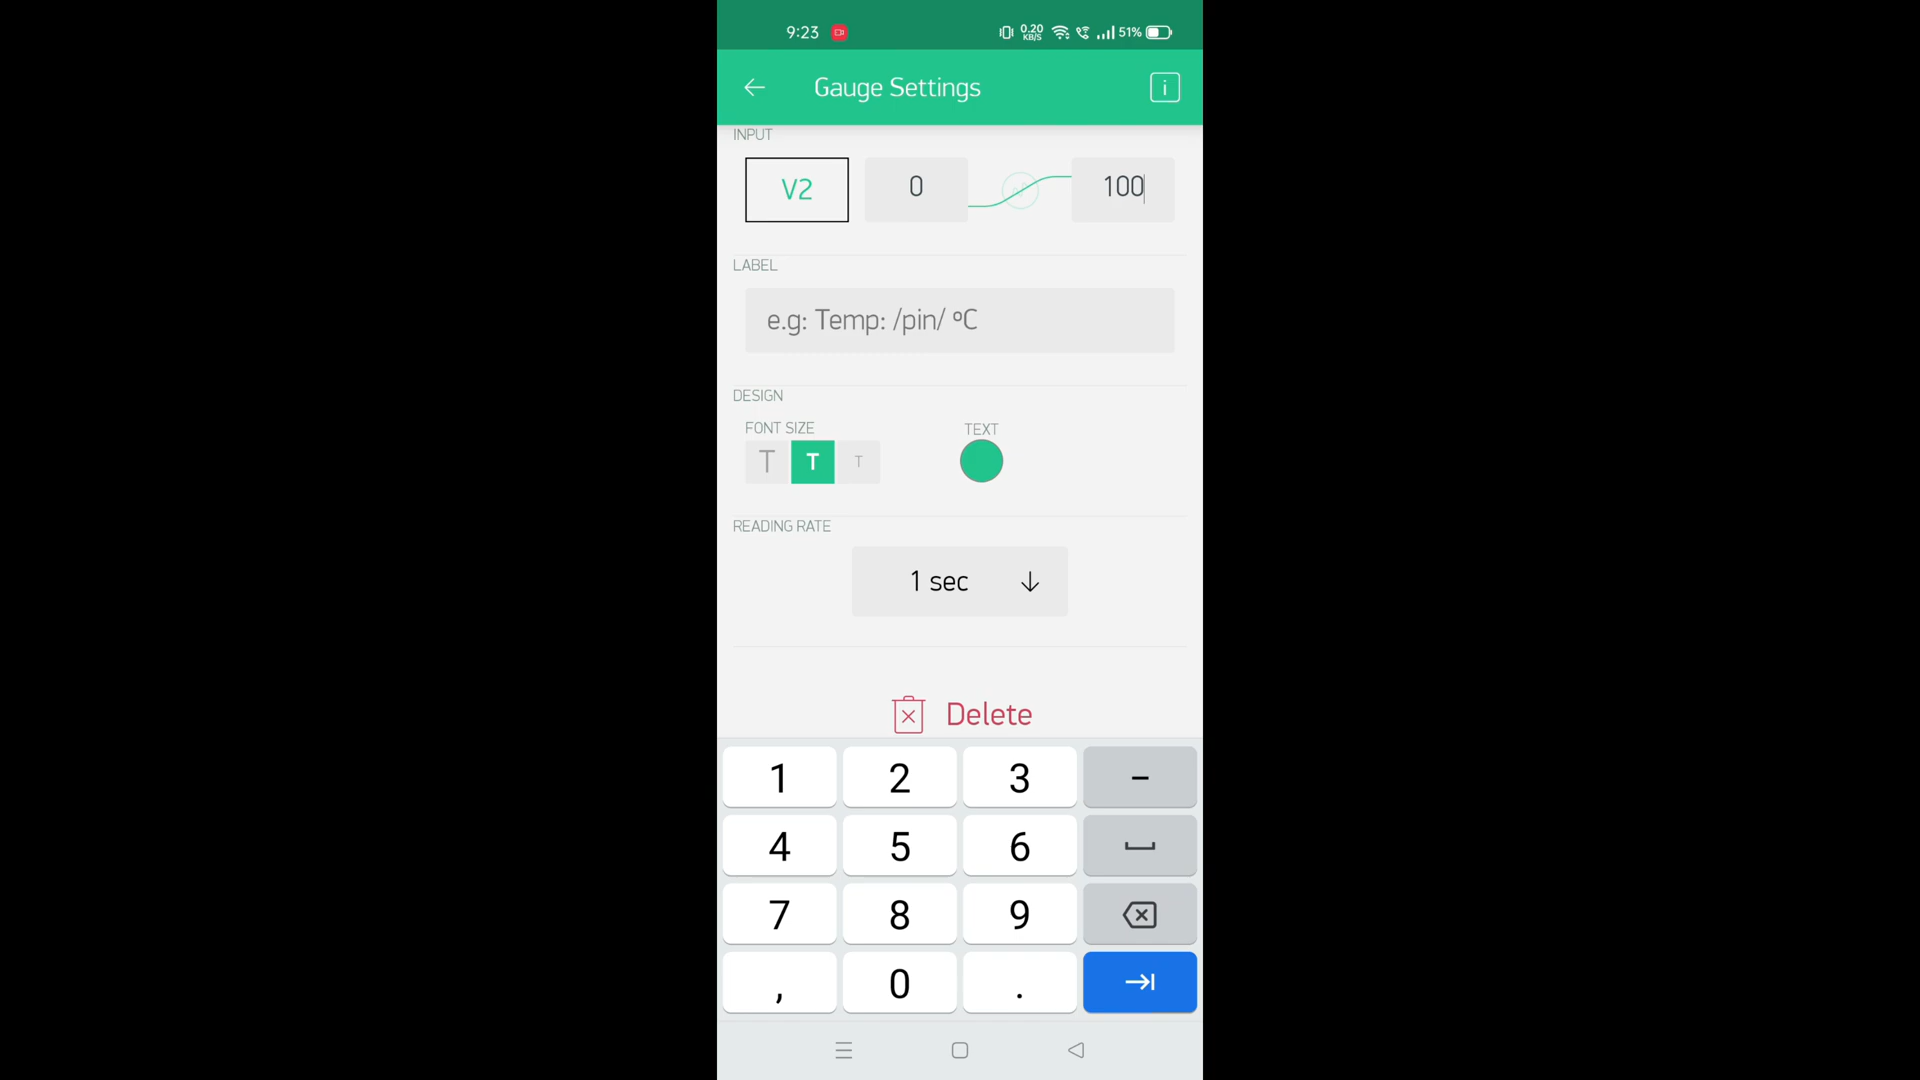 9:23 0.20 KB/S 51%
Gauge Settings i
INPUT
V2 0 100
LABEL
e.g: Temp: /pin/ ºC
DESIGN
FONT SIZE TEXT
T T T
READING RATE
1 sec
Delete
1 2 3 -
4 5 6
7 8 9
, 0 .